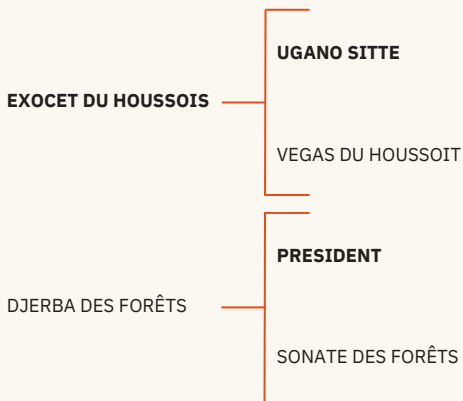 UGANO SITTE
EXOCET DU HOUSSOIS
VEGAS DU HOUSSOIT
PRESIDENT
DJERBA DES FORÊTS
SONATE DES FORÊTS